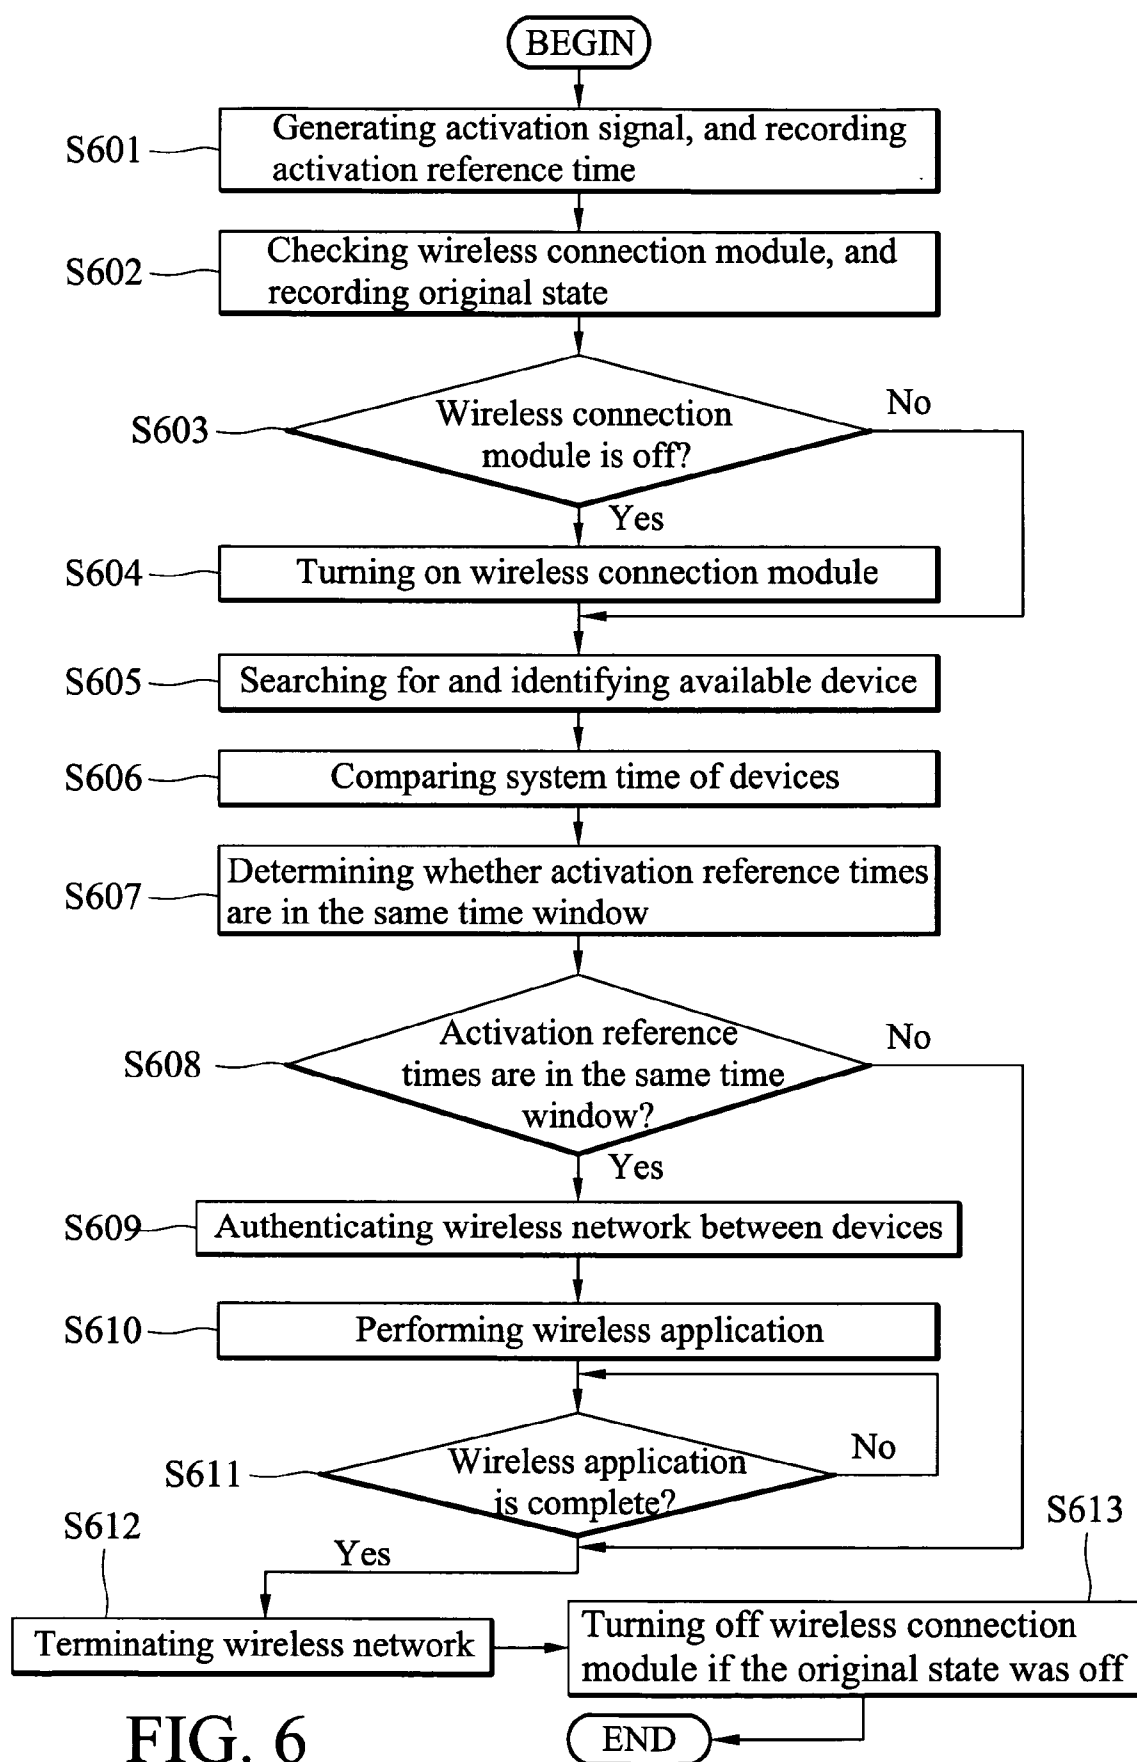 BEGIN
S601
Generating activation signal, and recording
activation reference time
S602
Checking wireless connection module, and
recording original state
S603
Wireless connection
module is off?
No
Yes
S604
Turning on wireless connection module
S605
Searching for and identifying available device
S606
Comparing system time of devices
S607
Determining whether activation reference times
are in the same time window
S608
Activation reference
times are in the same time
window?
No
Yes
S609
Authenticating wireless network between devices
S610
Performing wireless application
S611
Wireless application
is complete?
No
Yes
S612
Terminating wireless network
S613
Turning off wireless connection
module if the original state was off
END
FIG. 6